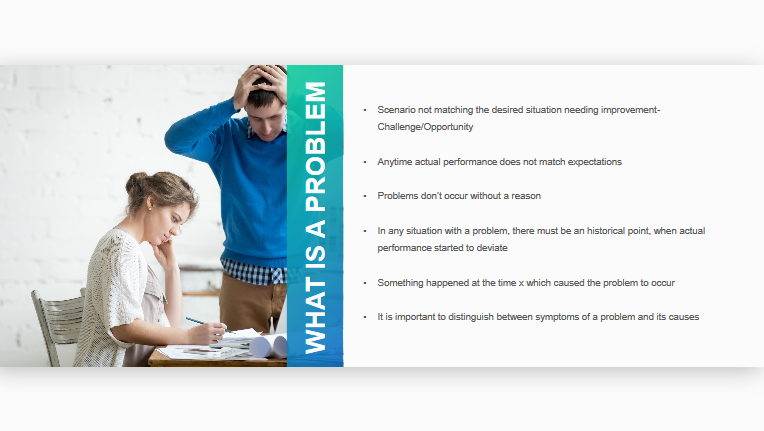 WHAT IS A PROBLEM
• Scenario not matching the desired situation needing improvement-
Challenge/Opportunity
• Anytime actual performance does not match expectations
• Problems don't occur without a reason
• In any situation with a problem, there must be an historical point, when actual
performance started to deviate
• Something happened at the time x which caused the problem to occur
• It is important to distinguish between symptoms of a problem and its causes